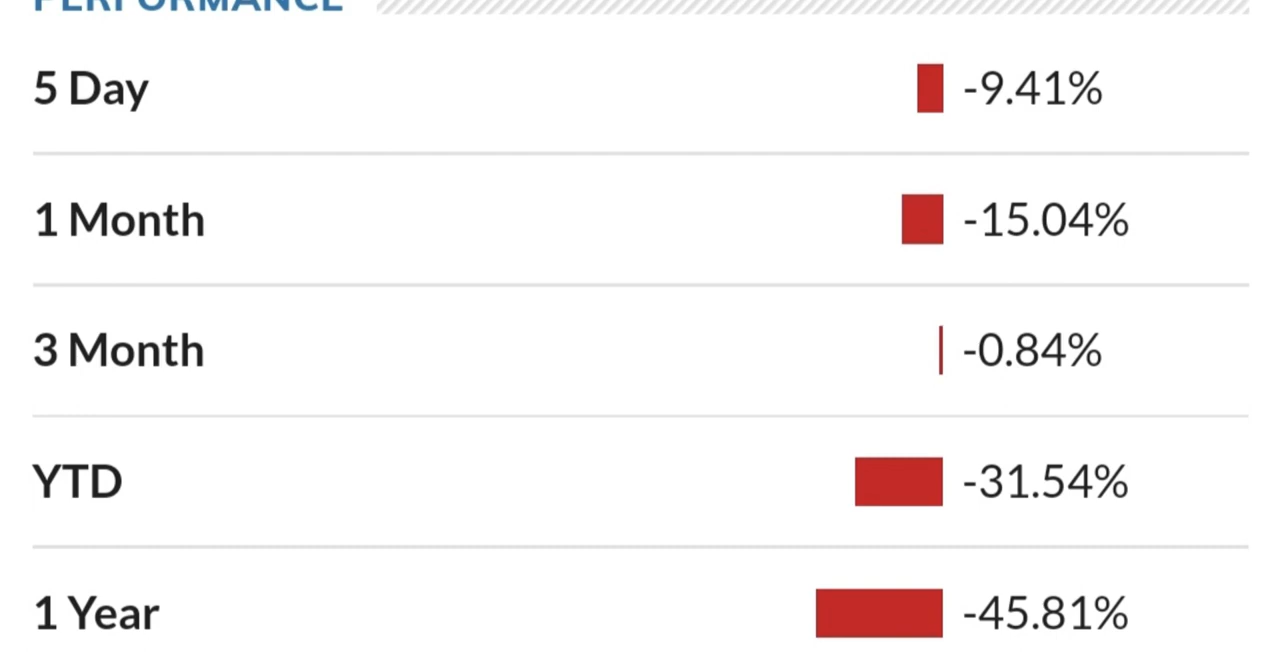 PERFORMANCE
5 Day -9.41%
1 Month -15.04%
3 Month -0.84%
YTD -31.54%
1 Year -45.81%